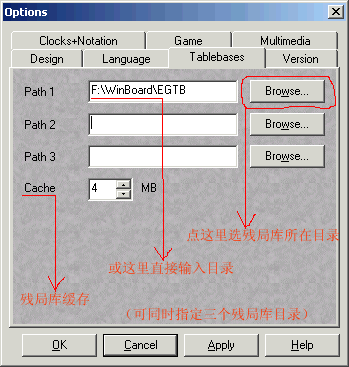 Options
Clocks+Notation Game Multimedia
Design Language Tablebases Version
Path 1 F:\WinBoard\EGTB Browse...
Path 2 Browse...
Path 3 Browse...
Cache 4 MB
点这里选残局库所在目录
或这里直接输入目录
残局库缓存
（可同时指定三个残局库目录）
OK Cancel Apply Help